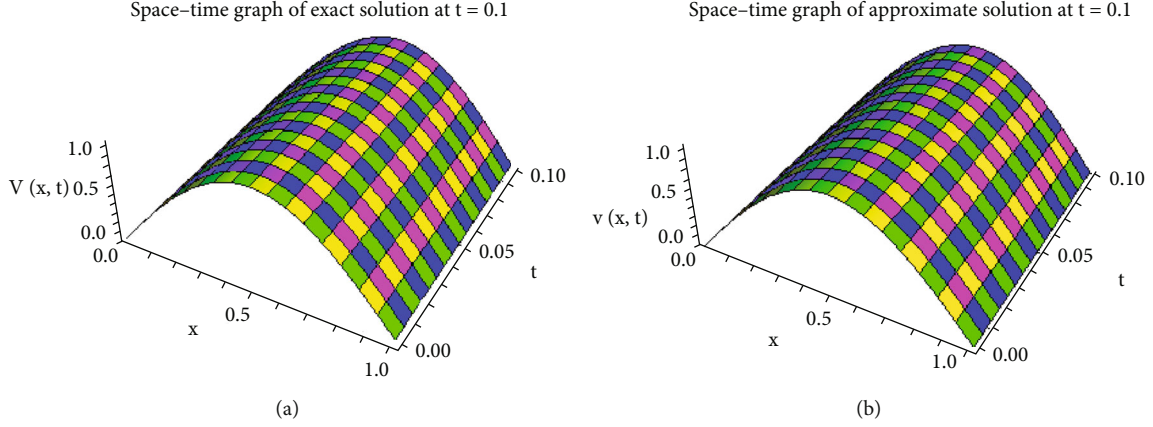 Space–time graph of exact solution at t = 0.1
1.0
V (x, t) 0.5
0.0
0.0
0.5
1.0
x
0.00
0.05
0.10
t
(a)
Space–time graph of approximate solution at t = 0.1
1.0
0.5
v (x, t)
0.0
0.0
0.5
1.0
x
0.00
0.05
0.10
t
(b)